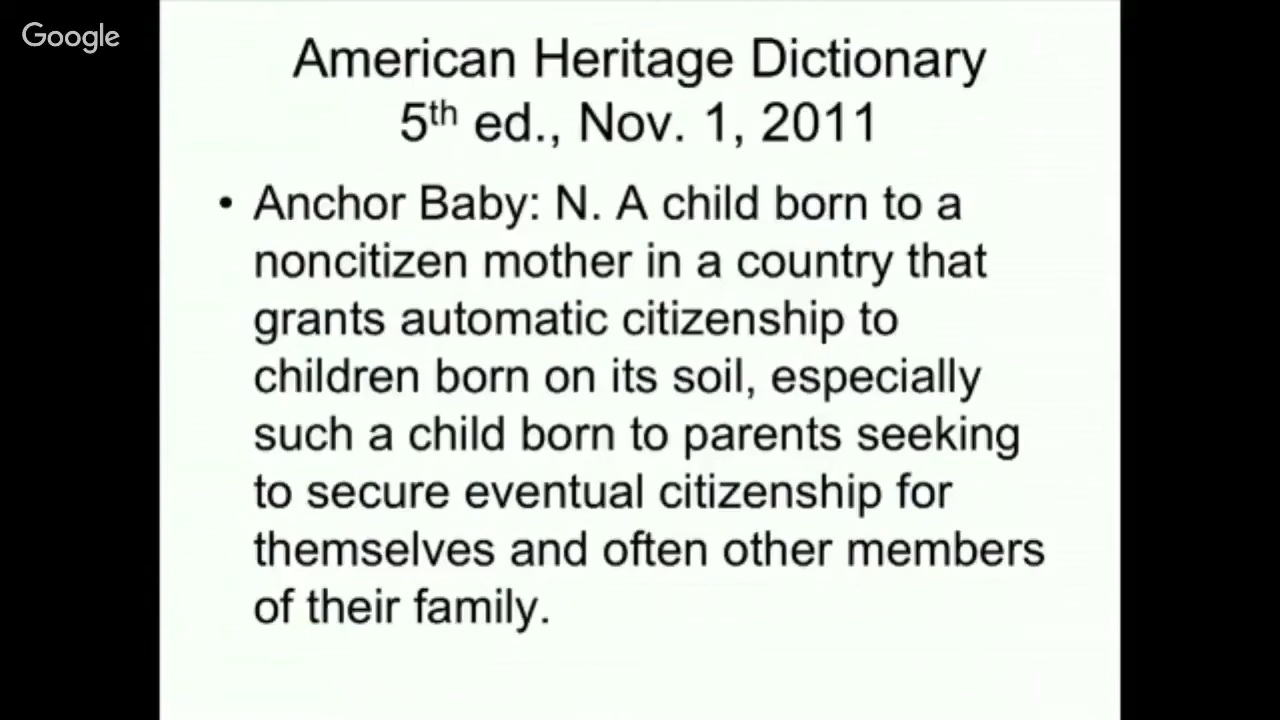 Google
American Heritage Dictionary
5th ed., Nov. 1, 2011
• Anchor Baby: N. A child born to a
noncitizen mother in a country that
grants automatic citizenship to
children born on its soil, especially
such a child born to parents seeking
to secure eventual citizenship for
themselves and often other members
of their family.